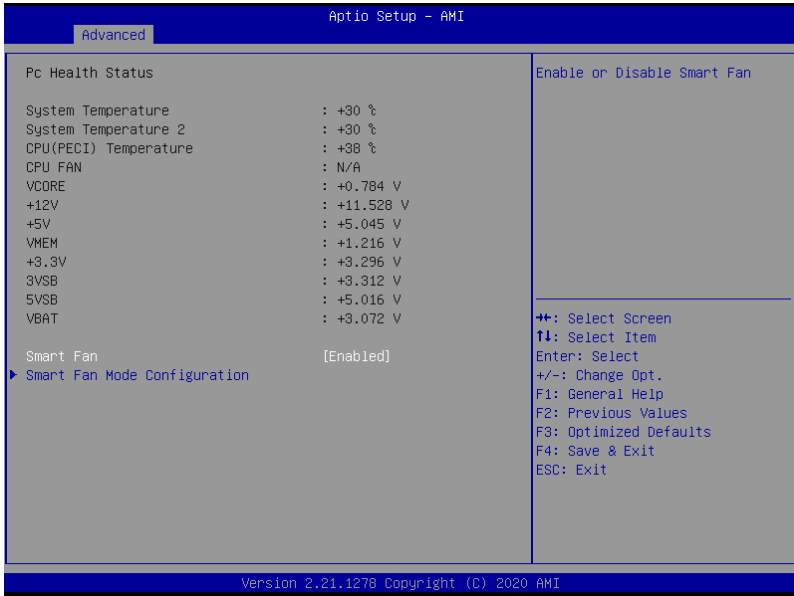 Aptio Setup - AMI
Advanced
Pc Health Status
System Temperature : +30 ℃
System Temperature 2 : +30 ℃
CPU(PECI) Temperature : +38 ℃
CPU FAN : N/A
VCORE : +0.784 V
+12V : +11.528 V
+5V : +5.045 V
VMEM : +1.216 V
+3.3V : +3.296 V
3VSB : +3.312 V
5VSB : +5.016 V
VBAT : +3.072 V
Smart Fan [Enabled]
Smart Fan Mode Configuration
Enable or Disable Smart Fan
→←: Select Screen
↑↓: Select Item
Enter: Select
+/-: Change Opt.
F1: General Help
F2: Previous Values
F3: Optimized Defaults
F4: Save & Exit
ESC: Exit
Version 2.21.1278 Copyright (C) 2020 AMI